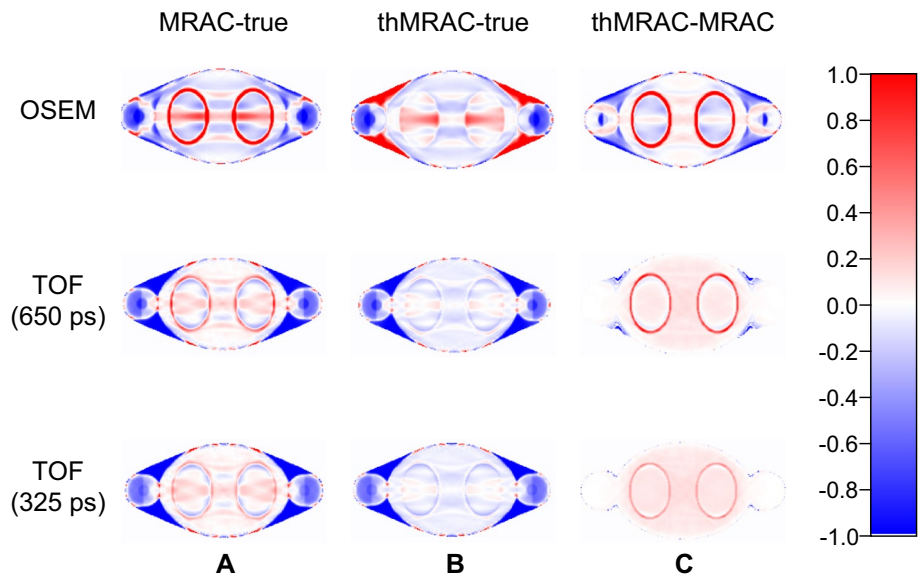 MRAC-true thMRAC-true thMRAC-MRAC
OSEM
TOF
(650 ps)
TOF
(325 ps)
A B C
1.0
0.8
0.6
0.4
0.2
0.0
-0.2
-0.4
-0.6
-0.8
-1.0